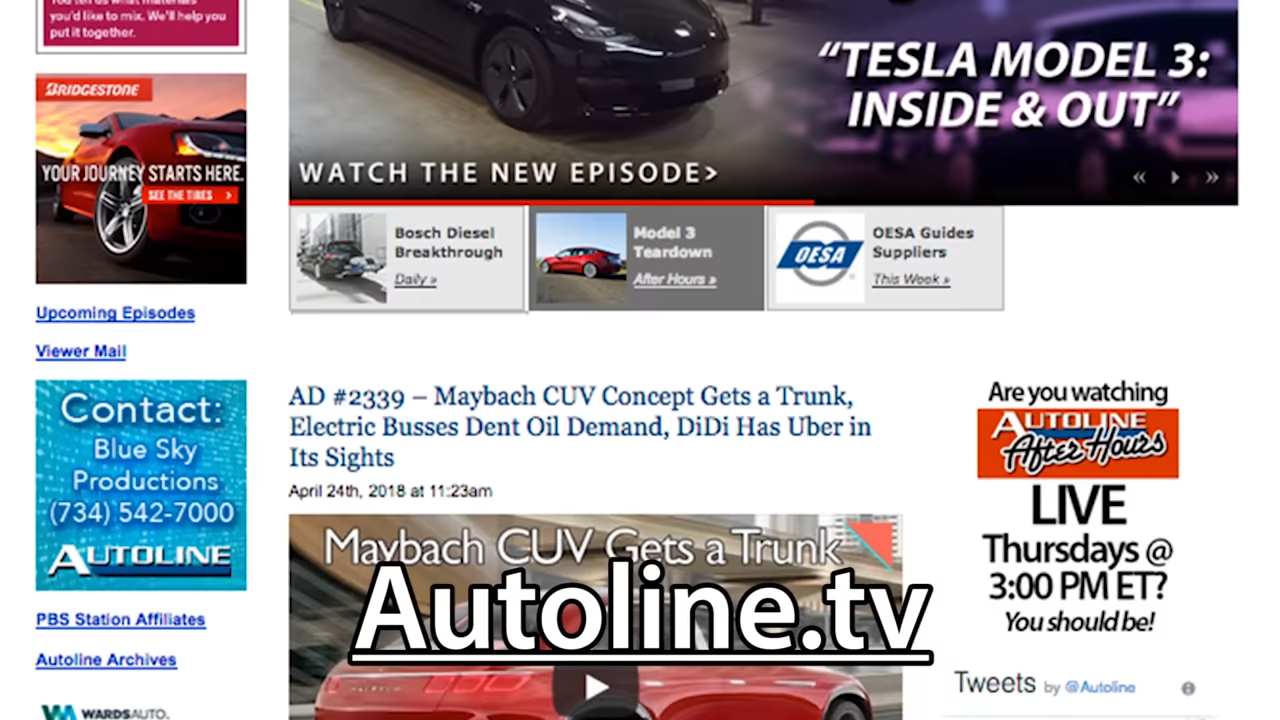 You tell us what materials
you'd like to mix. We'll help you
put it together.
BRIDGESTONE
YOUR JOURNEY STARTS HERE.
SEE THE TIRES >
Upcoming Episodes
Viewer Mail
Contact:
Blue Sky
Productions
(734) 542-7000
AUTOLINE
PBS Station Affiliates
Autoline Archives
WARDSAUTO.
"TESLA MODEL 3:
INSIDE & OUT"
WATCH THE NEW EPISODE>
« »
Bosch Diesel
Breakthrough
Daily »
Model 3
Teardown
After Hours »
OESA
OESA Guides
Suppliers
This Week »
AD #2339 – Maybach CUV Concept Gets a Trunk,
Electric Busses Dent Oil Demand, DiDi Has Uber in
Its Sights
April 24th, 2018 at 11:23am
Maybach CUV Gets a Trunk
Autoline.tv
Are you watching
AUTOLINE
After Hours
LIVE
Thursdays @
3:00 PM ET?
You should be!
Tweets by @Autoline